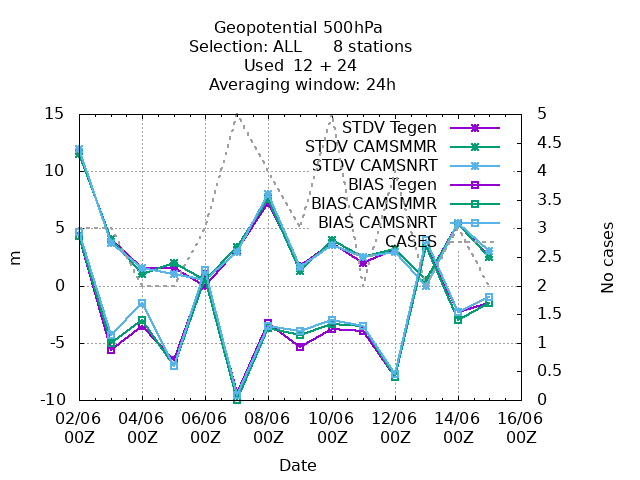 Geopotential 500hPa
Selection: ALL      8 stations
Used  12 + 24
Averaging window: 24h
15
10
5
0
-5
-10
m
5
4.5
4
3.5
3
2.5
2
1.5
1
0.5
0
No cases
STDV Tegen
STDV CAMSMMR
STDV CAMSNRT
BIAS Tegen
BIAS CAMSMMR
BIAS CAMSNRT
CASES
02/06 04/06 06/06 08/06 10/06 12/06 14/06 16/06
00Z 00Z 00Z 00Z 00Z 00Z 00Z 00Z
Date